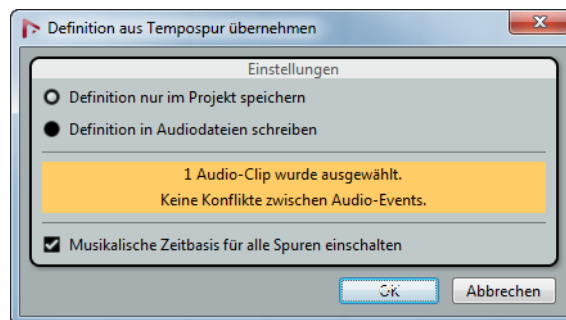 Definition aus Tempospur übernehmen
Einstellungen
Definition nur im Projekt speichern
Definition in Audiodateien schreiben
1 Audio-Clip wurde ausgewählt.
Keine Konflikte zwischen Audio-Events.
Musikalische Zeitbasis für alle Spuren einschalten
OK
Abbrechen